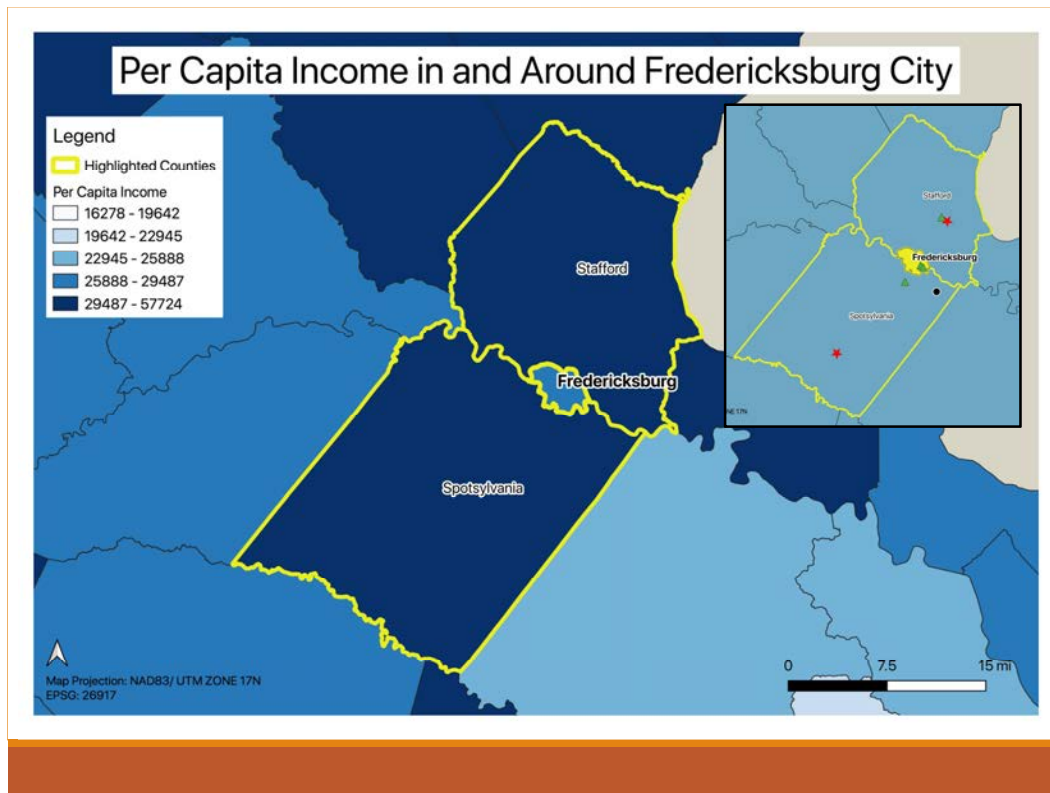 Per Capita Income in and Around Fredericksburg City
Legend
Highlighted Counties
Per Capita Income
16278 - 19642
19642 - 22945
22945 - 25888
25888 - 29487
29487 - 57724
Stafford
Fredericksburg
Spotsylvania
Stafford
Fredericksburg
Spotsylvania
NE 17N
Map Projection: NAD83/ UTM ZONE 17N
EPSG: 26917
0 7.5 15 mi